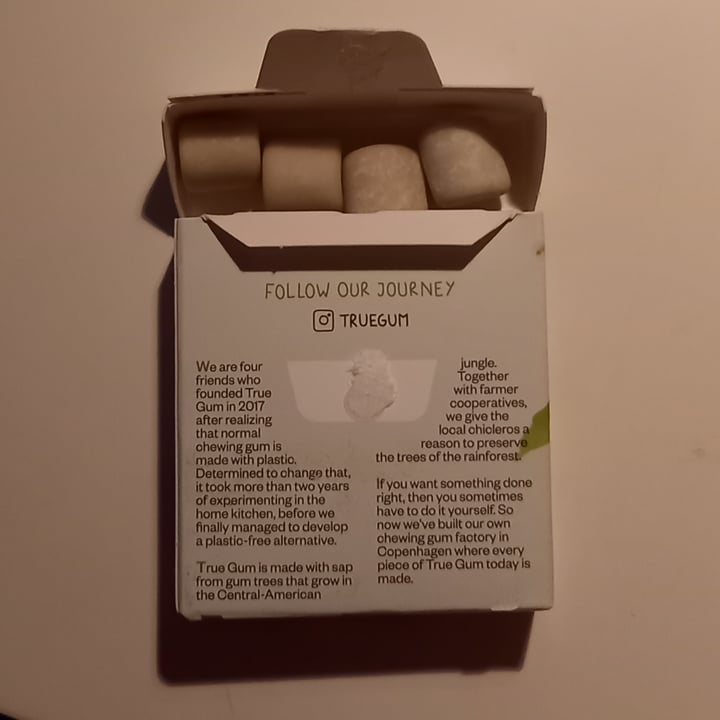 FOLLOW OUR JOURNEY
TRUEGUM
We are four
friends who
founded True
Gum in 2017
after realizing
that normal
chewing gum is
made with plastic.
Determined to change that,
it took more than two years
of experimenting in the
home kitchen, before we
finally managed to develop
a plastic-free alternative.
True Gum is made with sap
from gum trees that grow in
the Central-American
jungle.
Together
with farmer
cooperatives,
we give the
local chicleros a
reason to preserve
the trees of the rainforest.
If you want something done
right, then you sometimes
have to do it yourself. So
now we've built our own
chewing gum factory in
Copenhagen where every
piece of True Gum today is
made.